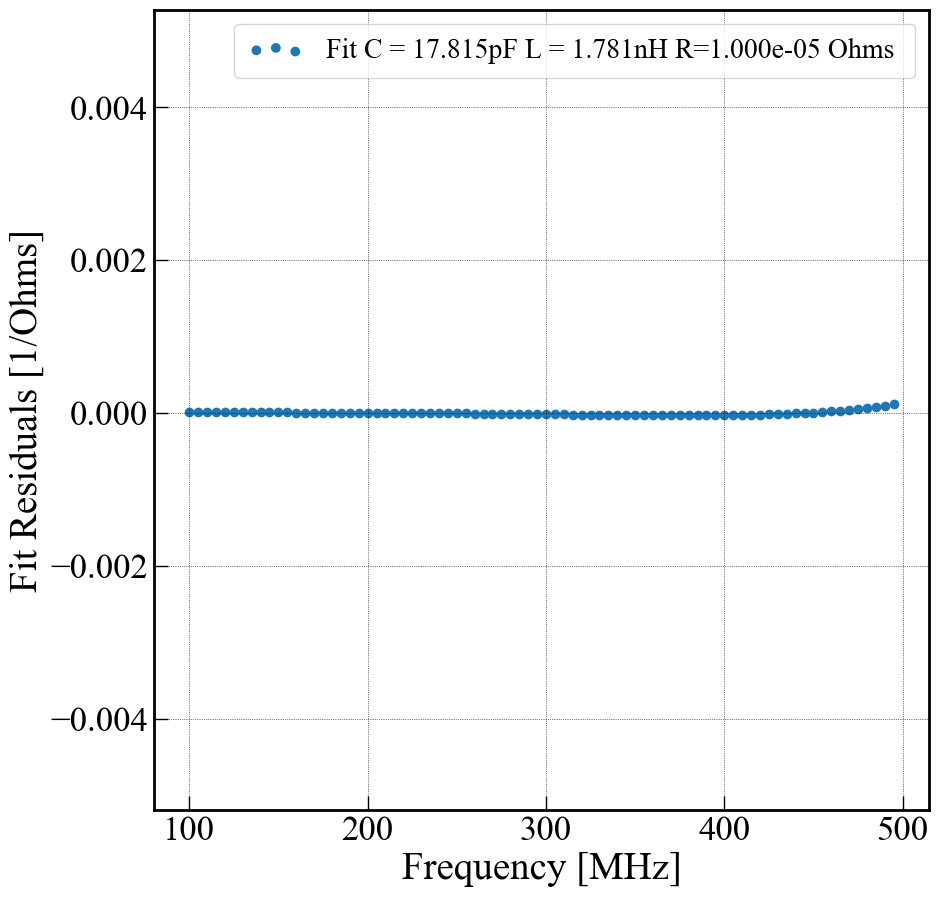 Fit C = 17.815pF L = 1.781nH R=1.000e-05 Ohms
0.004
0.002
0.000
−0.002
−0.004
Fit Residuals [1/Ohms]
100 200 300 400 500
Frequency [MHz]